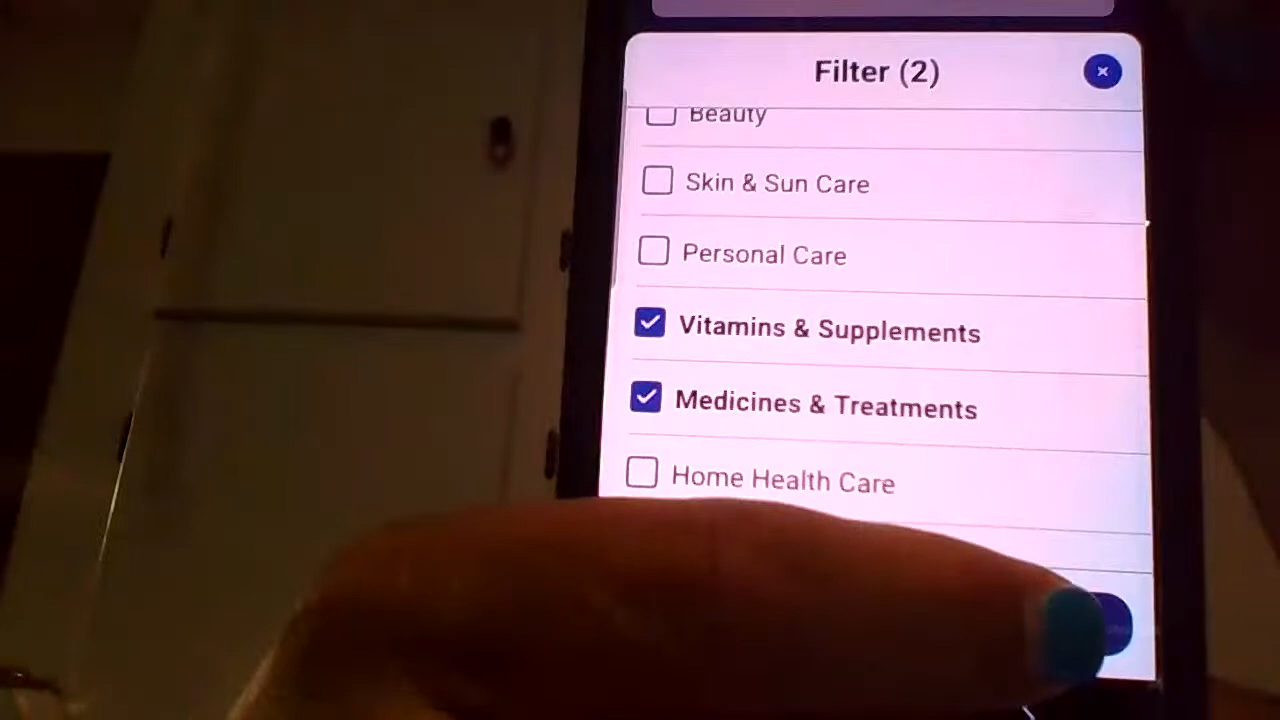 Filter (2)
Beauty
Skin & Sun Care
Personal Care
Vitamins & Supplements
Medicines & Treatments
Home Health Care